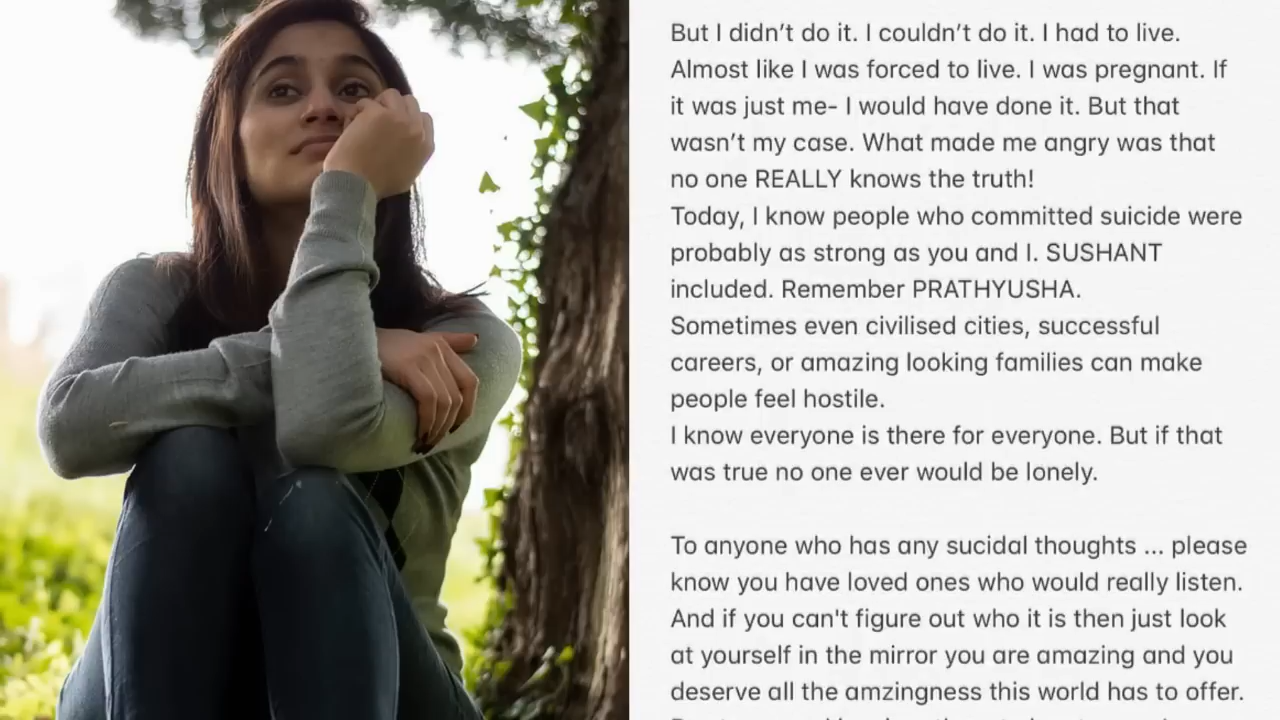 But I didn’t do it. I couldn’t do it. I had to live.
Almost like I was forced to live. I was pregnant. If
it was just me- I would have done it. But that
wasn’t my case. What made me angry was that
no one REALLY knows the truth!
Today, I know people who committed suicide were
probably as strong as you and I. SUSHANT
included. Remember PRATHYUSHA.
Sometimes even civilised cities, successful
careers, or amazing looking families can make
people feel hostile.
I know everyone is there for everyone. But if that
was true no one ever would be lonely.
To anyone who has any sucidal thoughts ... please
know you have loved ones who would really listen.
And if you can't figure out who it is then just look
at yourself in the mirror you are amazing and you
deserve all the amzingness this world has to offer.